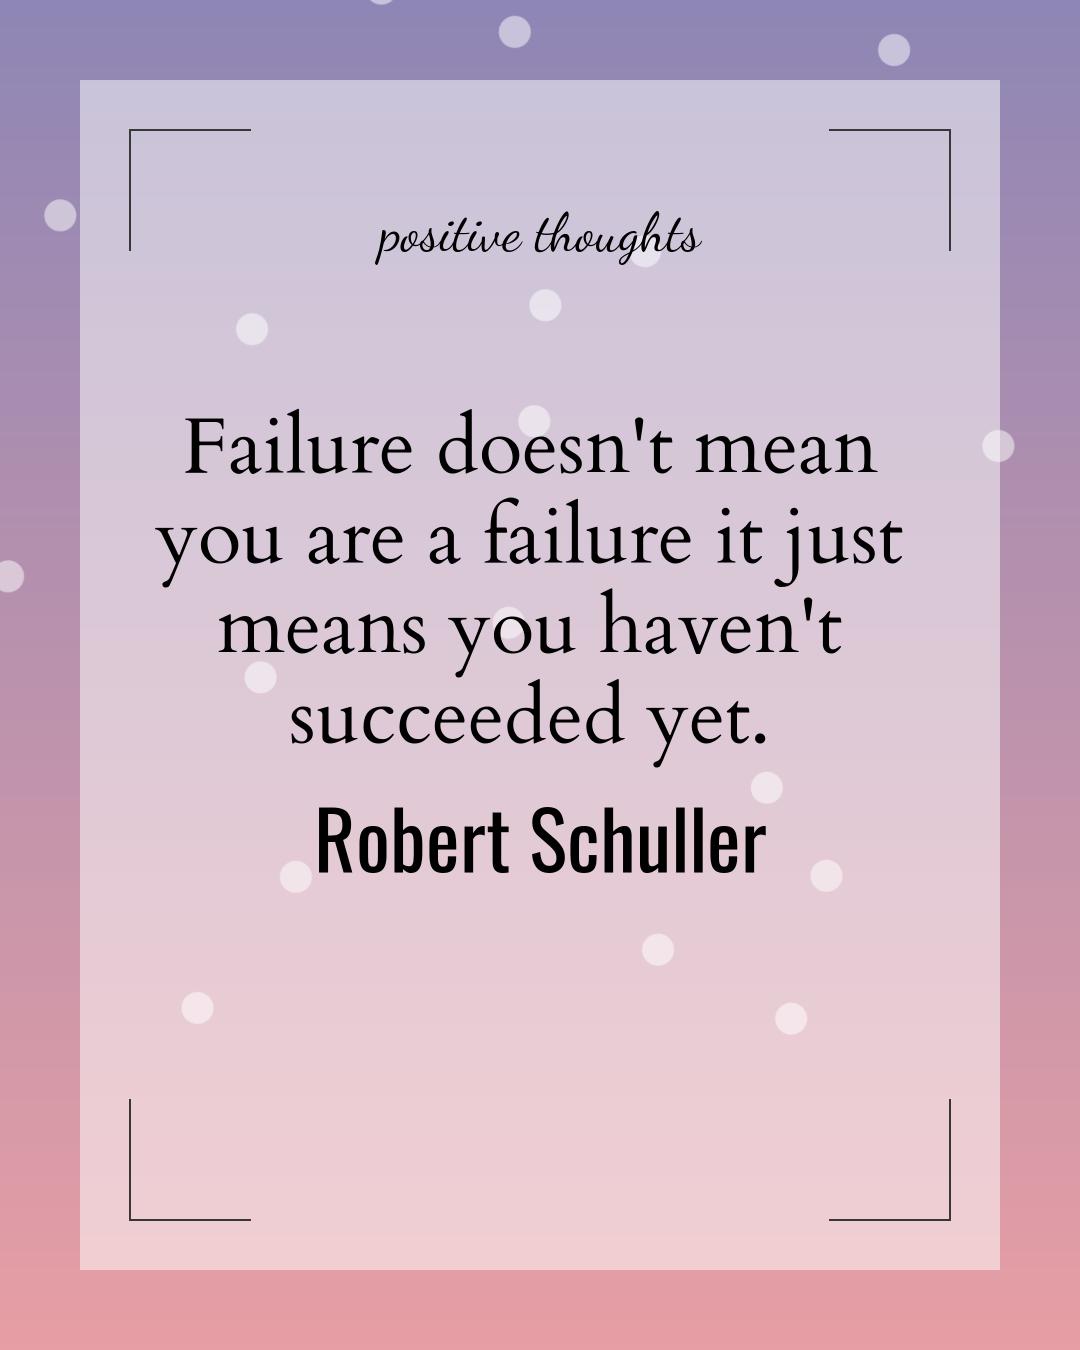 positive thoughts
Failure doesn't mean
you are a failure it just
means you haven't
succeeded yet.
Robert Schuller